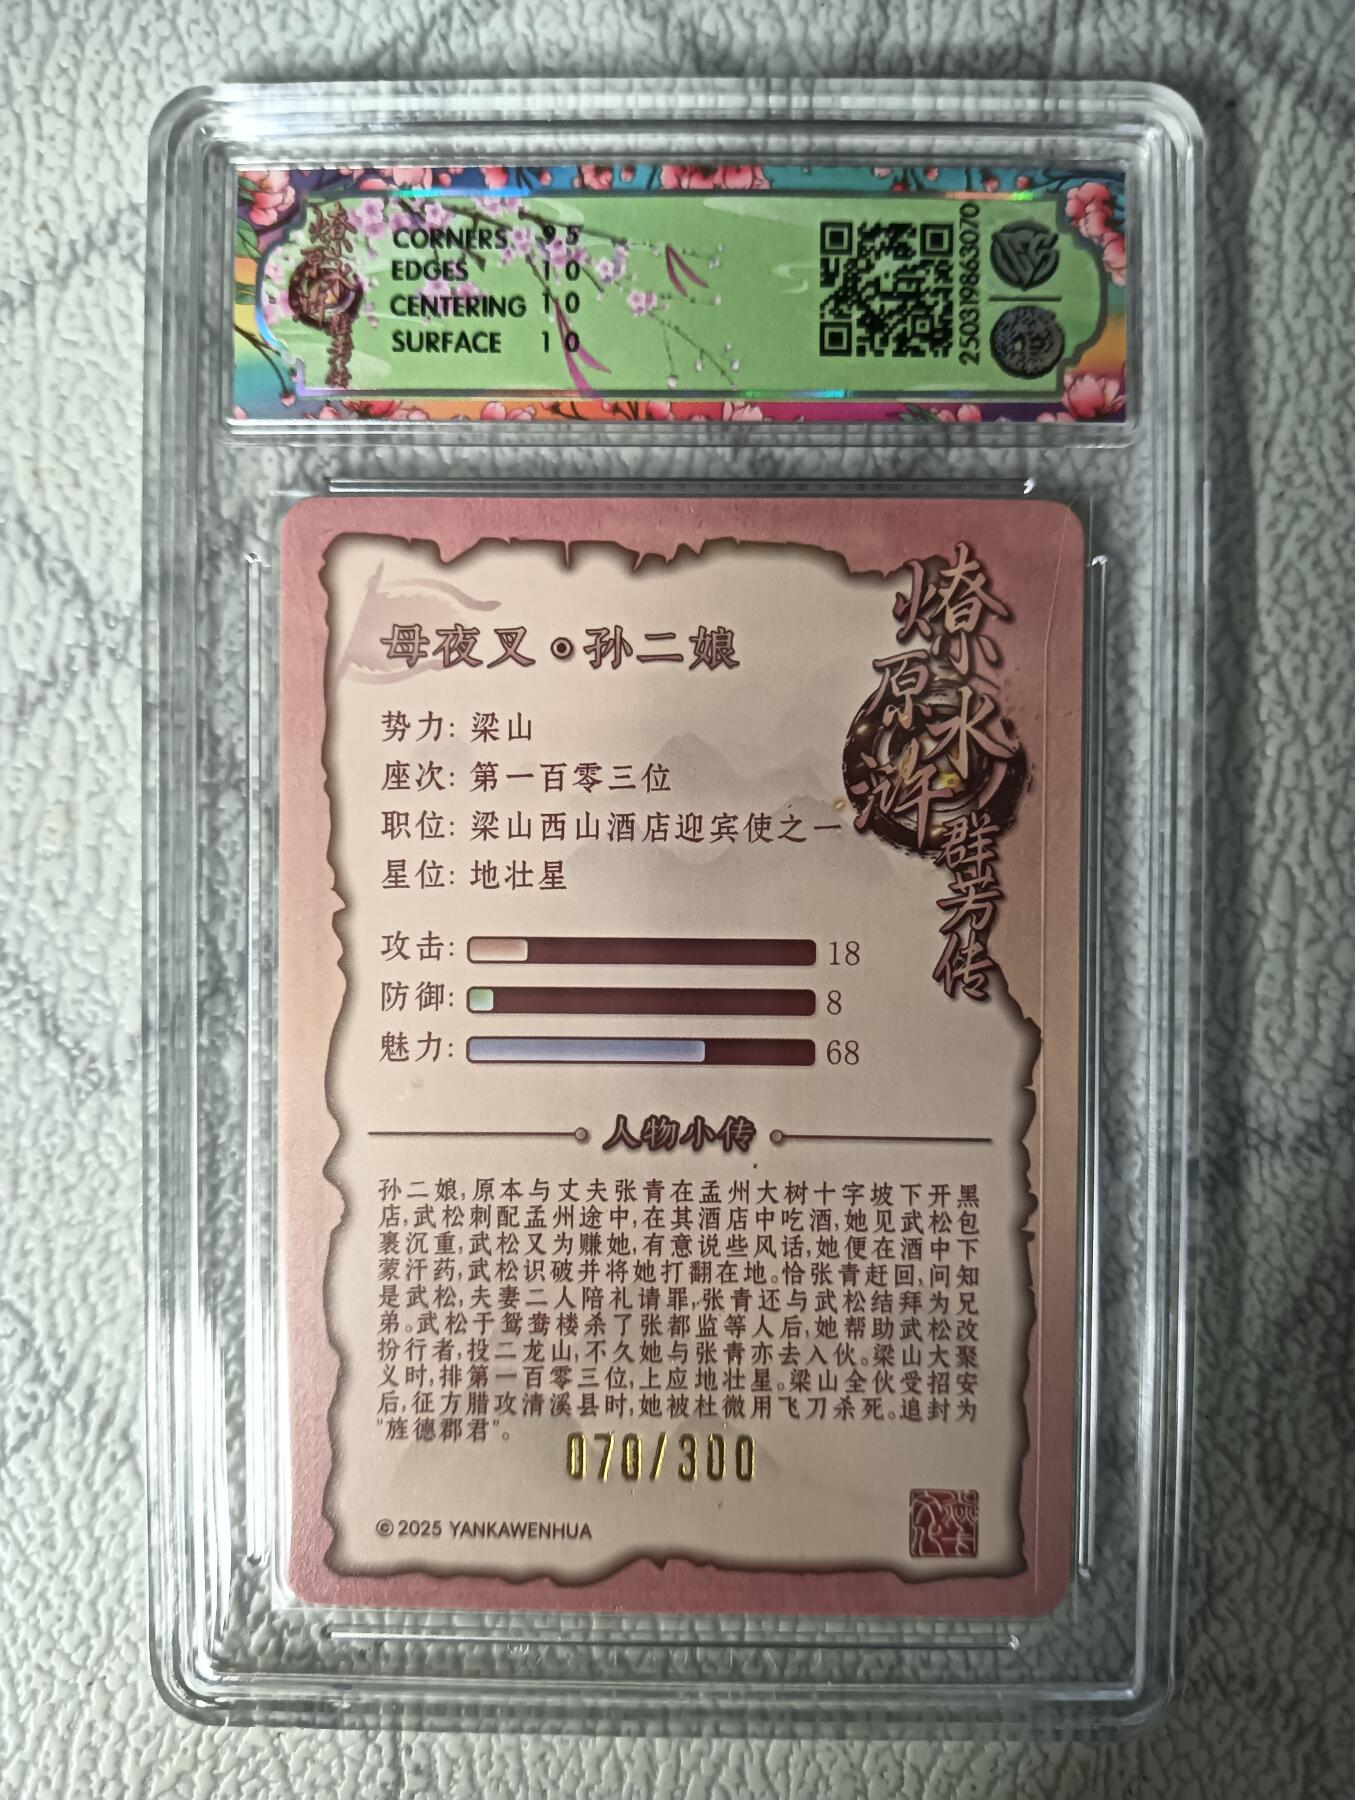 燎原水浒群芳传
CORNERS 9.5
EDGES 10
CENTERING 10
SURFACE 10
250319863070
燎原水浒
群芳传
母夜叉⊙孙二娘
势力: 梁山
座次: 第一百零三位
职位: 梁山西山酒店迎宾使之一
星位: 地壮星
攻击: 18
防御: 8
魅力: 68
人物小传
孙二娘,原本与丈夫张青在孟州大树十字坡下开黑
店,武松刺配孟州途中,在其酒店中吃酒,她见武松包
裹沉重,武松又为赚她,有意说些风话,她便在酒中下
蒙汗药,武松识破并将她打翻在地。恰张青赶回,问知
是武松,夫妻二人陪礼请罪,张青还与武松结拜为兄
弟。武松于鸳鸯楼杀了张都监等人后,她帮助武松改
扮行者,投二龙山,不久她与张青亦去入伙。梁山大聚
义时,排第一百零三位,上应地壮星。梁山全伙受招安
后,征方腊攻清溪县时,她被杜微用飞刀杀死。追封为
"旌德郡君"。
070/300
©2025 YANKAWENHUA